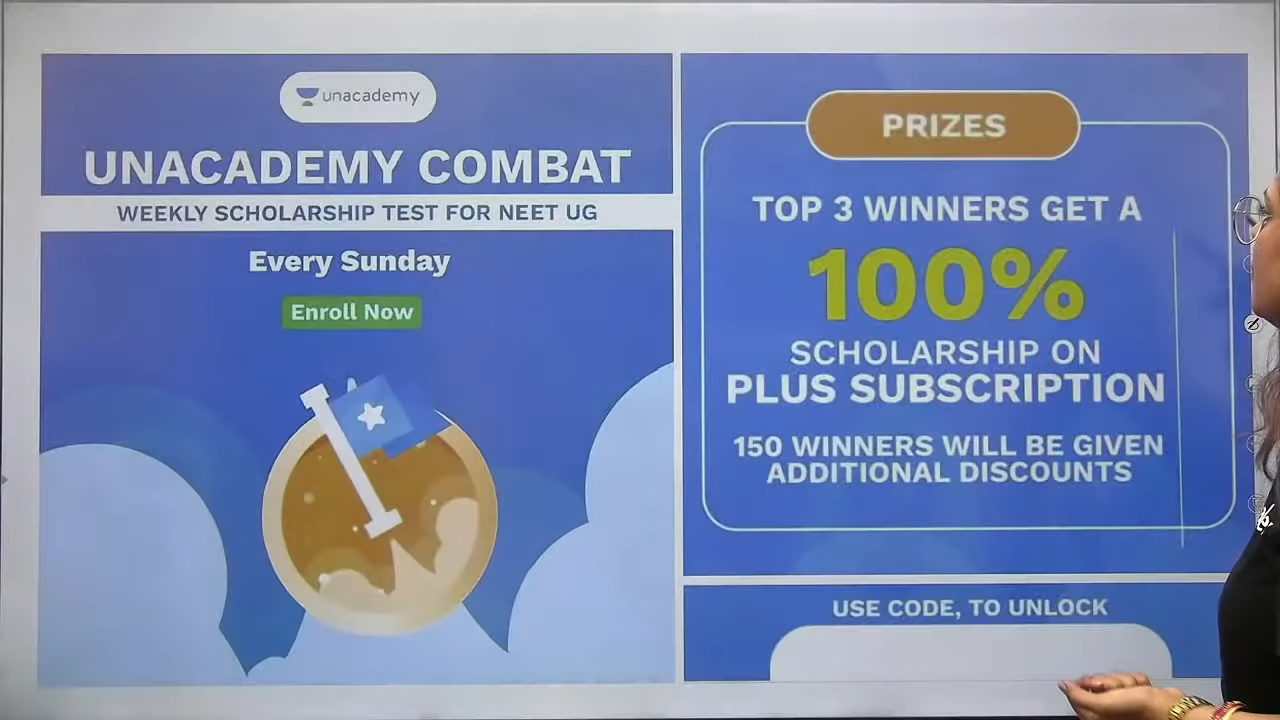 unacademy
UNACADEMY COMBAT
WEEKLY SCHOLARSHIP TEST FOR NEET UG
Every Sunday
Enroll Now
PRIZES
TOP 3 WINNERS GET A
100%
SCHOLARSHIP ON
PLUS SUBSCRIPTION
150 WINNERS WILL BE GIVEN
ADDITIONAL DISCOUNTS
USE CODE, TO UNLOCK